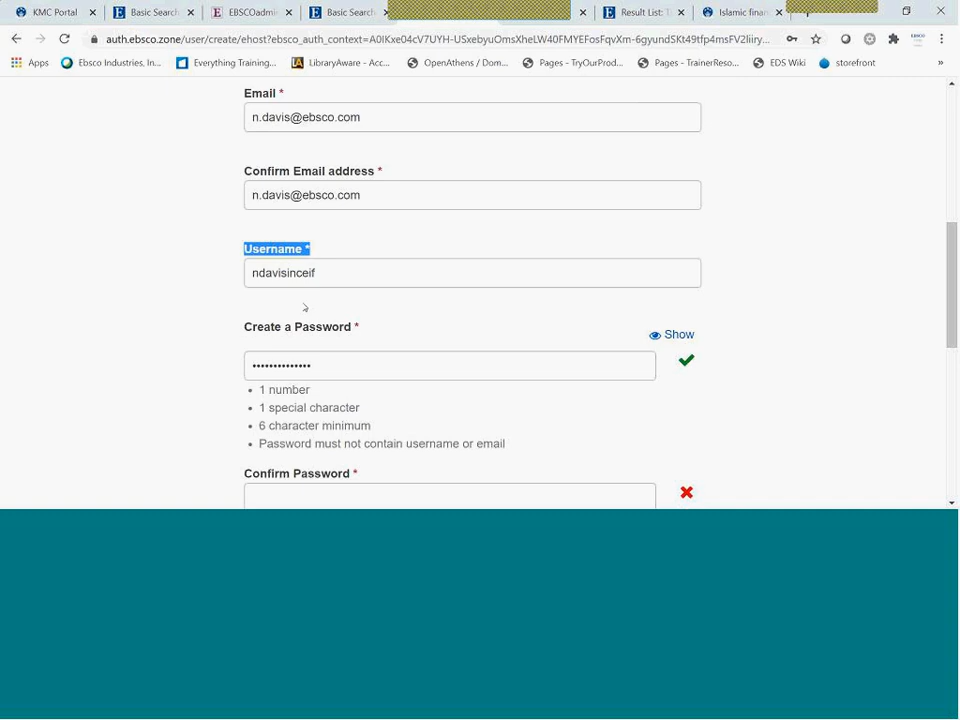 KMC Portal
Basic Search
EBSCOadmi
Basic Search
Result List: T
Islamic finan
auth.ebsco.zone/user/create/ehost?ebsco_auth_context=A0IKxe04cV7UYH-USxebyuOmsXheLW40FMYEFosFqvXm-6gyundSKt49tfp4msFV2liiry...
Apps
Ebsco Industries, In...
Everything Training...
LibraryAware - Acc...
OpenAthens / Dom...
Pages - TryOurProd...
Pages - TrainerReso...
EDS Wiki
storefront
»
Email *
n.davis@ebsco.com
Confirm Email address *
n.davis@ebsco.com
Username *
ndavisinceif
Create a Password *
Show
••••••••••••••
• 1 number
• 1 special character
• 6 character minimum
• Password must not contain username or email
Confirm Password *